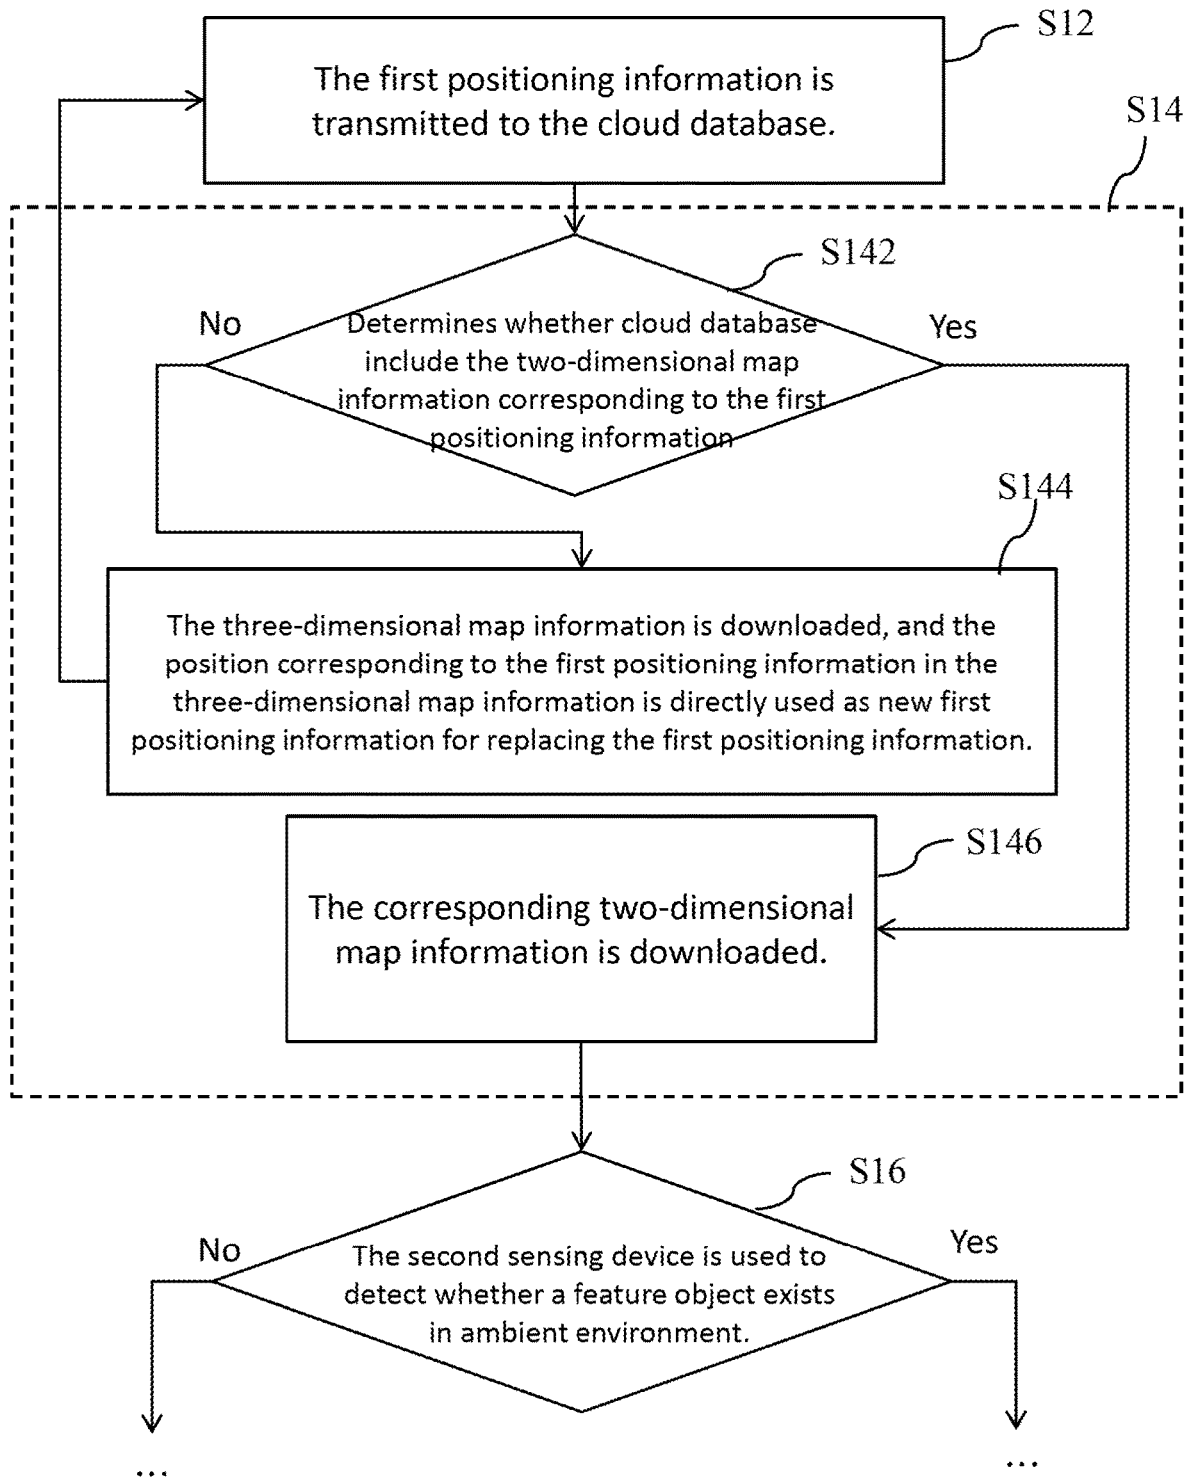 S12
The first positioning information is
transmitted to the cloud database.
S14
S142
No
Yes
Determines whether cloud database
include the two-dimensional map
information corresponding to the first
positioning information
S144
The three-dimensional map information is downloaded, and the
position corresponding to the first positioning information in the
three-dimensional map information is directly used as new first
positioning information for replacing the first positioning information.
S146
The corresponding two-dimensional
map information is downloaded.
S16
No
Yes
The second sensing device is used to
detect whether a feature object exists
in ambient environment.
...
...